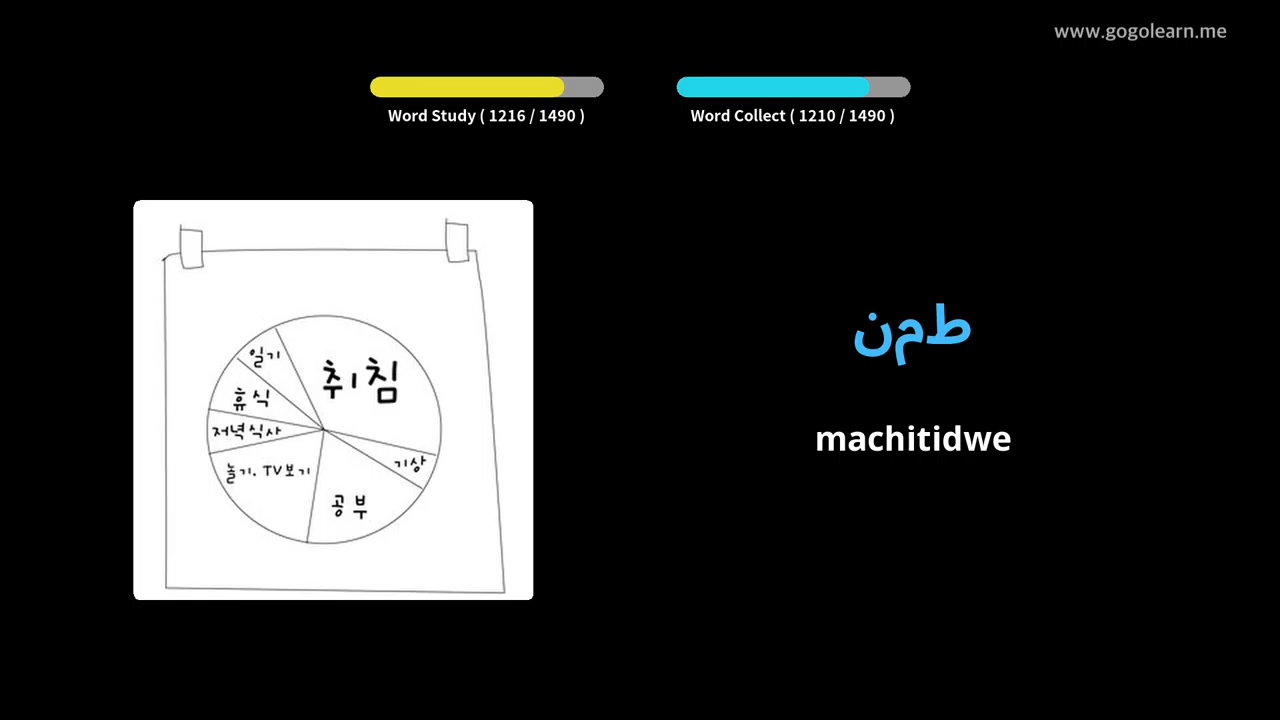 www.gogolearn.me
Word Study ( 1216 / 1490 )
Word Collect ( 1210 / 1490 )
일기
취침
휴식
저녁식사
놀기. TV보기
기상
공부
طمن
machitidwe